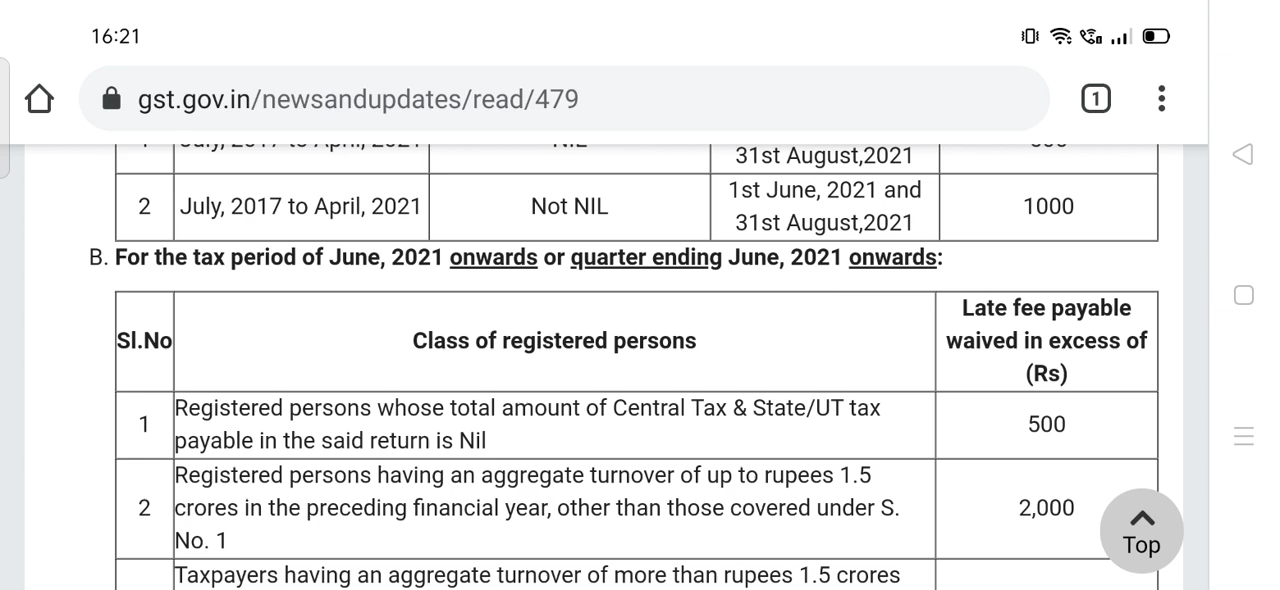 16:21
gst.gov.in/newsandupdates/read/479
1
31st August,2021
2 July, 2017 to April, 2021 Not NIL 1st June, 2021 and 1000
31st August,2021
B. For the tax period of June, 2021 onwards or quarter ending June, 2021 onwards:
Sl.No Class of registered persons Late fee payable
waived in excess of
(Rs)
1 Registered persons whose total amount of Central Tax & State/UT tax 500
payable in the said return is Nil
2 Registered persons having an aggregate turnover of up to rupees 1.5 2,000
crores in the preceding financial year, other than those covered under S.
No. 1
Top
Taxpayers having an aggregate turnover of more than rupees 1.5 crores